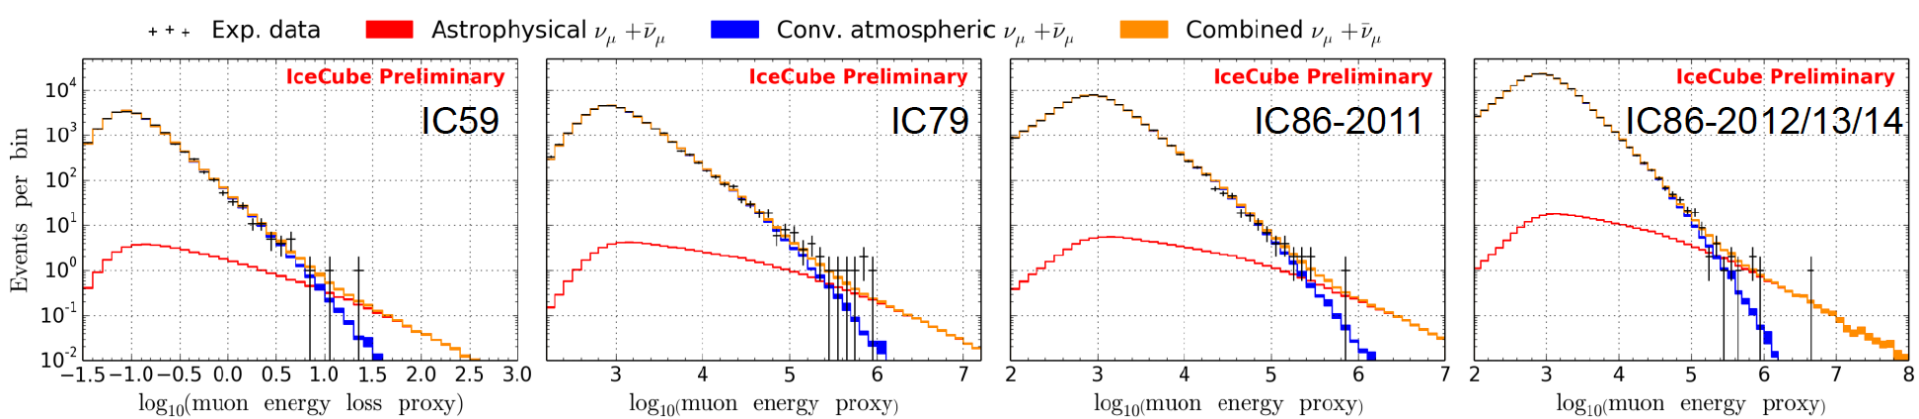 Exp. data Astrophysical ν_μ + ν̄_μ Conv. atmospheric ν_μ + ν̄_μ Combined ν_μ + ν̄_μ
Events per bin
10^4
10^3
10^2
10^1
10^0
10^-1
10^-2
IceCube Preliminary
IC59
−1.5 −1.0 −0.5 0.0 0.5 1.0 1.5 2.0 2.5 3.0
log_10(muon energy loss proxy)
IceCube Preliminary
IC79
3 4 5 6 7
log_10(muon energy proxy)
IceCube Preliminary
IC86-2011
2 3 4 5 6 7
log_10(muon energy proxy)
IceCube Preliminary
IC86-2012/13/14
2 3 4 5 6 7 8
log_10(muon energy proxy)